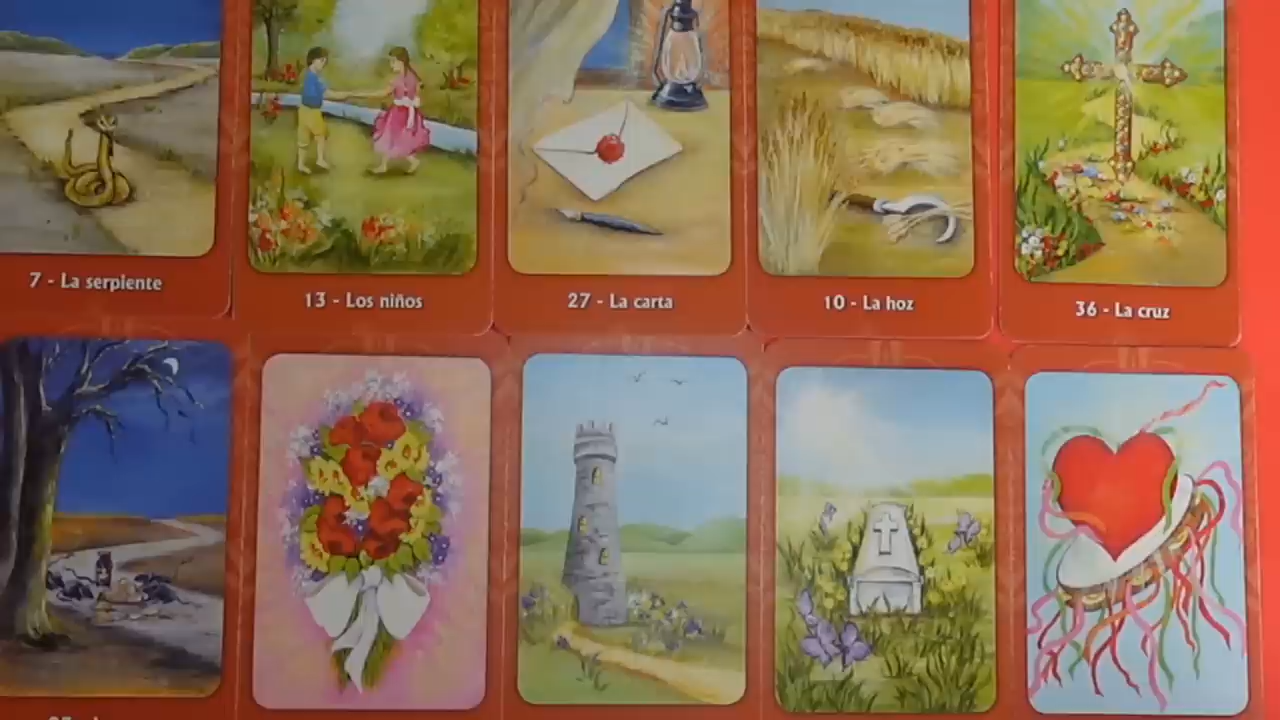 7 - La serpiente
13 - Los niños
27 - La carta
10 - La hoz
36 - La cruz